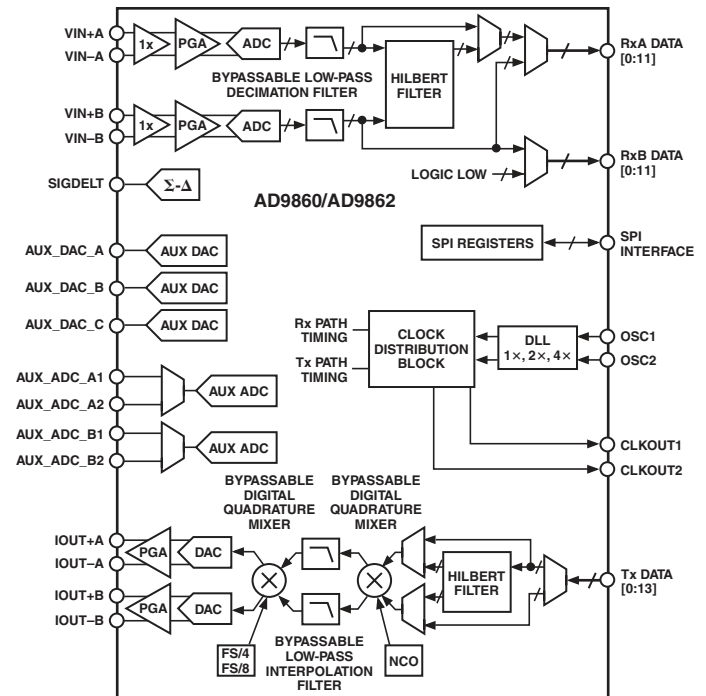 VIN+A
VIN–A
1x
PGA
ADC
BYPASSABLE LOW-PASS
DECIMATION FILTER
HILBERT
FILTER
RxA DATA
[0:11]
VIN+B
VIN–B
1x
PGA
ADC
LOGIC LOW
RxB DATA
[0:11]
SIGDELT
Σ-Δ
AD9860/AD9862
SPI REGISTERS
SPI
INTERFACE
AUX_DAC_A
AUX DAC
AUX_DAC_B
AUX DAC
AUX_DAC_C
AUX DAC
Rx PATH
TIMING
Tx PATH
TIMING
CLOCK
DISTRIBUTION
BLOCK
DLL
1×, 2×, 4×
OSC1
OSC2
AUX_ADC_A1
AUX_ADC_A2
AUX ADC
AUX_ADC_B1
AUX_ADC_B2
AUX ADC
CLKOUT1
CLKOUT2
BYPASSABLE
DIGITAL
QUADRATURE
MIXER
BYPASSABLE
DIGITAL
QUADRATURE
MIXER
IOUT+A
IOUT–A
PGA
DAC
IOUT+B
IOUT–B
PGA
DAC
HILBERT
FILTER
Tx DATA
[0:13]
FS/4
FS/8
BYPASSABLE
LOW-PASS
INTERPOLATION
FILTER
NCO